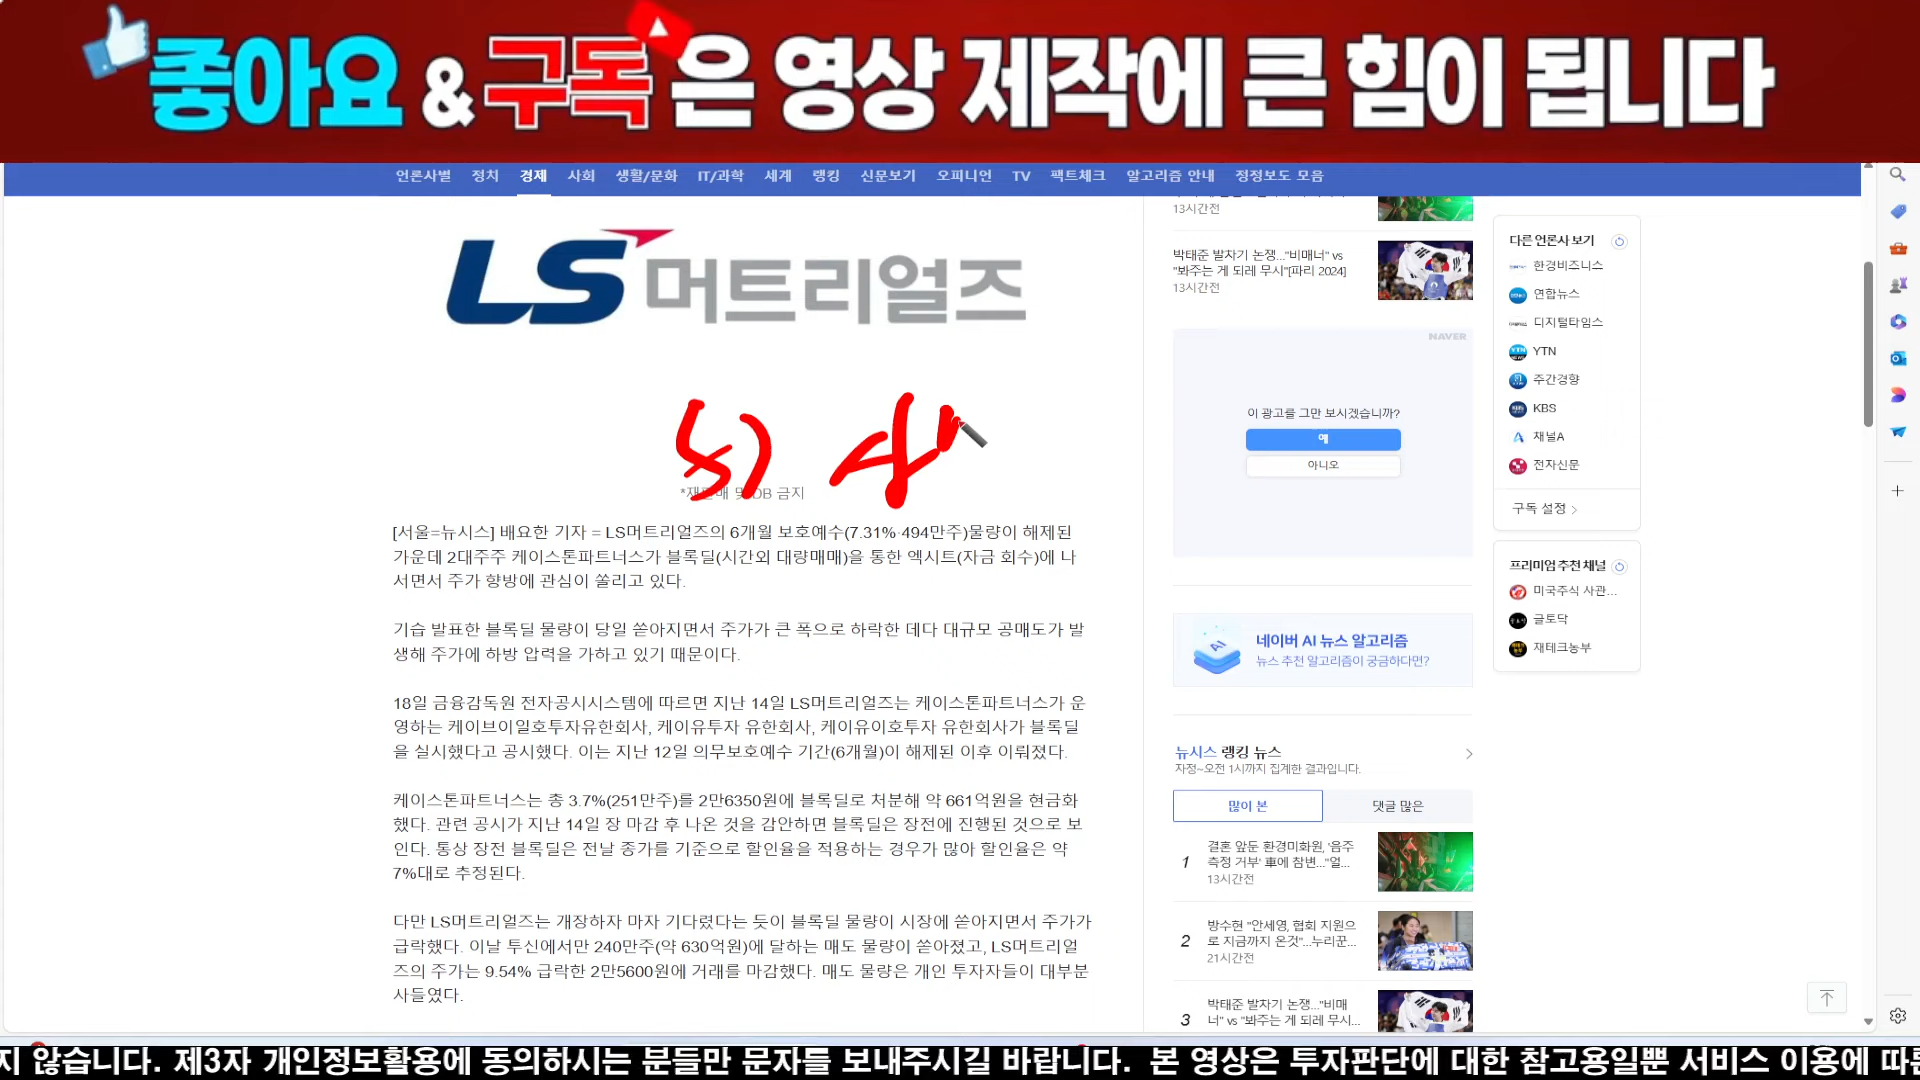 좋아요 & 구독 은 영상 제작에 큰 힘이 됩니다
언론사별 정치 경제 사회 생활/문화 IT/과학 세계 랭킹 신문보기 오피니언 TV 팩트체크 알고리즘 안내 정정보도 모음
LS머트리얼즈
DB 금지
[서울=뉴시스] 배요한 기자 = LS머트리얼즈의 6개월 보호예수(7.31%·494만주)물량이 해제된
가운데 2대주주 케이스톤파트너스가 블록딜(시간외 대량매매)을 통한 엑시트(자금 회수)에 나
서면서 주가 향방에 관심이 쏠리고 있다.
기습 발표한 블록딜 물량이 당일 쏟아지면서 주가가 큰 폭으로 하락한 데다 대규모 공매도가 발
생해 주가에 하방 압력을 가하고 있기 때문이다.
18일 금융감독원 전자공시시스템에 따르면 지난 14일 LS머트리얼즈는 케이스톤파트너스가 운
영하는 케이브이일호투자유한회사, 케이유투자 유한회사, 케이유이호투자 유한회사가 블록딜
을 실시했다고 공시했다. 이는 지난 12일 의무보호예수 기간(6개월)이 해제된 이후 이뤄졌다.
케이스톤파트너스는 총 3.7%(251만주)를 2만6350원에 블록딜로 처분해 약 661억원을 현금화
했다. 관련 공시가 지난 14일 장 마감 후 나온 것을 감안하면 블록딜은 장전에 진행된 것으로 보
인다. 통상 장전 블록딜은 전날 종가를 기준으로 할인율을 적용하는 경우가 많아 할인율은 약
7%대로 추정된다.
다만 LS머트리얼즈는 개장하자 마자 기다렸다는 듯이 블록딜 물량이 시장에 쏟아지면서 주가가
급락했다. 이날 투신에서만 240만주(약 630억원)에 달하는 매도 물량이 쏟아졌고, LS머트리얼
즈의 주가는 9.54% 급락한 2만5600원에 거래를 마감했다. 매도 물량은 개인 투자자들이 대부분
사들였다.
13시간전
박태준 발차기 논쟁..."비매너" vs
"봐주는 게 되레 무시"[파리 2024]
13시간전
NAVER
이 광고를 그만 보시겠습니까?
예
아니오
AI
네이버 AI 뉴스 알고리즘
뉴스 추천 알고리즘이 궁금하다면?
뉴시스 랭킹 뉴스
자정~오전 1시까지 집계한 결과입니다.
많이 본 댓글 많은
1
결혼 앞둔 환경미화원, '음주
측정 거부' 車에 참변..."얼...
13시간전
2
방수현 "안세영, 협회 지원으
로 지금까지 온것"...누리꾼...
21시간전
3
박태준 발차기 논쟁..."비매
너" vs "봐주는 게 되레 무시...
다른 언론사 보기
한경비즈니스
연합뉴스
디지털타임스
YTN
주간경향
KBS
채널A
전자신문
구독 설정
프리미엄 추천 채널
미국주식 사관...
글토닥
재테크농부
지 않습니다. 제3자 개인정보활용에 동의하시는 분들만 문자를 보내주시길 바랍니다. 본 영상은 투자판단에 대한 참고용일뿐 서비스 이용에 따른